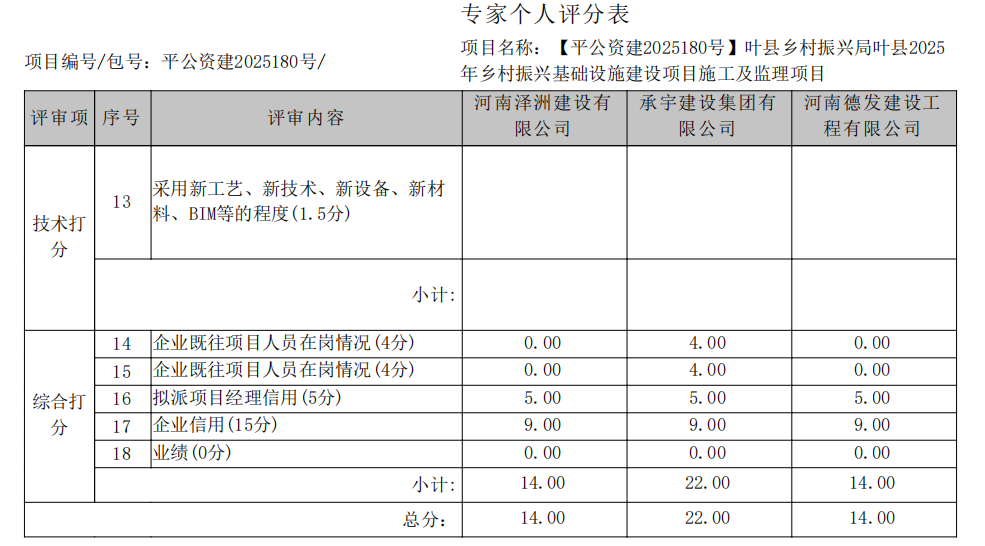 专家个人评分表
项目编号/包号：平公资建2025180号/
项目名称：【平公资建2025180号】叶县乡村振兴局叶县2025
年乡村振兴基础设施建设项目施工及监理项目
评审项 序号 评审内容 河南泽洲建设有限公司 承宇建设集团有限公司 河南德发建设工程有限公司
技术打分
13 采用新工艺、新技术、新设备、新材
料、BIM等的程度(1.5分)
小计:
综合打分
14 企业既往项目人员在岗情况(4分) 0.00 4.00 0.00
15 企业既往项目人员在岗情况(4分) 0.00 4.00 0.00
16 拟派项目经理信用(5分) 5.00 5.00 5.00
17 企业信用(15分) 9.00 9.00 9.00
18 业绩(0分) 0.00 0.00 0.00
小计: 14.00 22.00 14.00
总分： 14.00 22.00 14.00